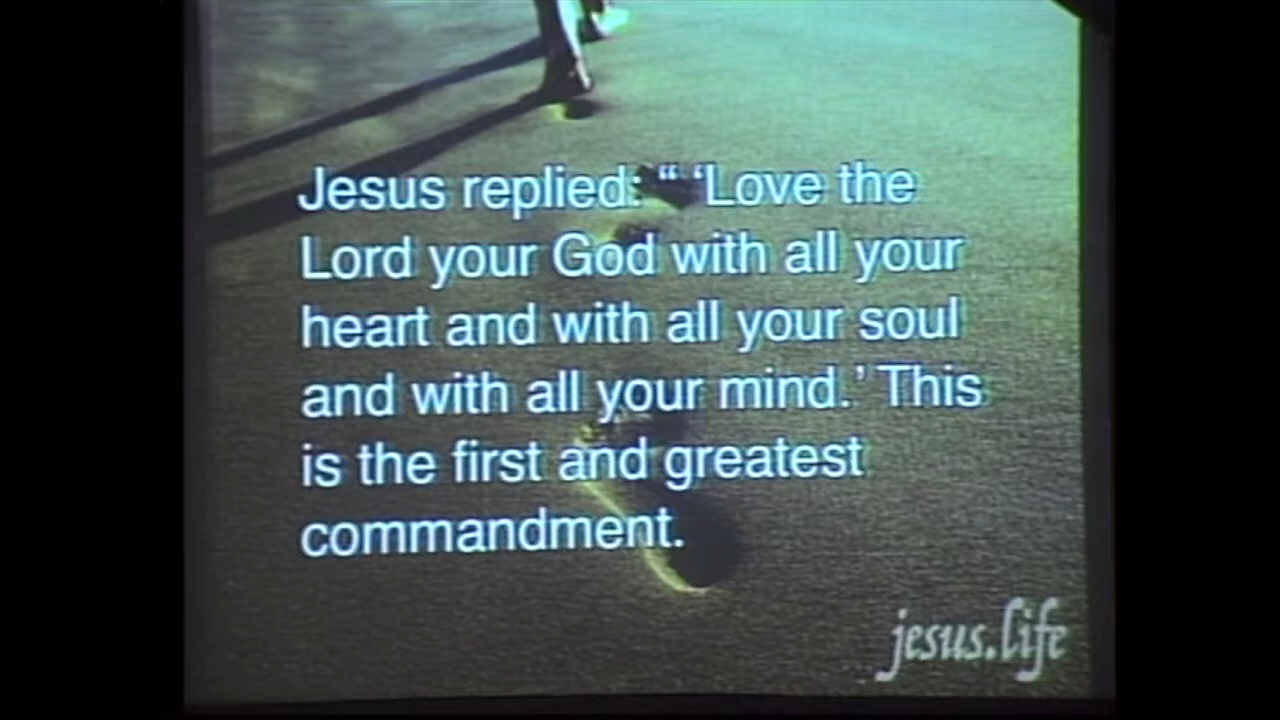 Jesus replied: “ ‘Love the
Lord your God with all your
heart and with all your soul
and with all your mind.’ This
is the first and greatest
commandment.
jesus.life